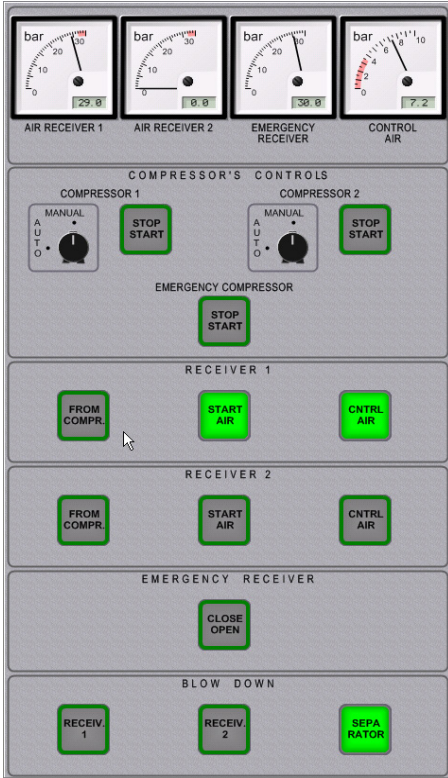 bar
0
10
20
30
29.0
bar
0
10
20
30
0.0
bar
0
10
20
30
30.0
bar
0
2
4
6
8
10
7.2
AIR RECEIVER 1
AIR RECEIVER 2
EMERGENCY
RECEIVER
CONTROL
AIR
COMPRESSOR'S CONTROLS
COMPRESSOR 1
MANUAL
AUTO
STOP
START
COMPRESSOR 2
MANUAL
AUTO
STOP
START
EMERGENCY COMPRESSOR
STOP
START
RECEIVER 1
FROM
COMPR.
START
AIR
CNTRL
AIR
RECEIVER 2
FROM
COMPR.
START
AIR
CNTRL
AIR
EMERGENCY RECEIVER
CLOSE
OPEN
BLOW DOWN
RECEIV.
1
RECEIV.
2
SEPA
RATOR